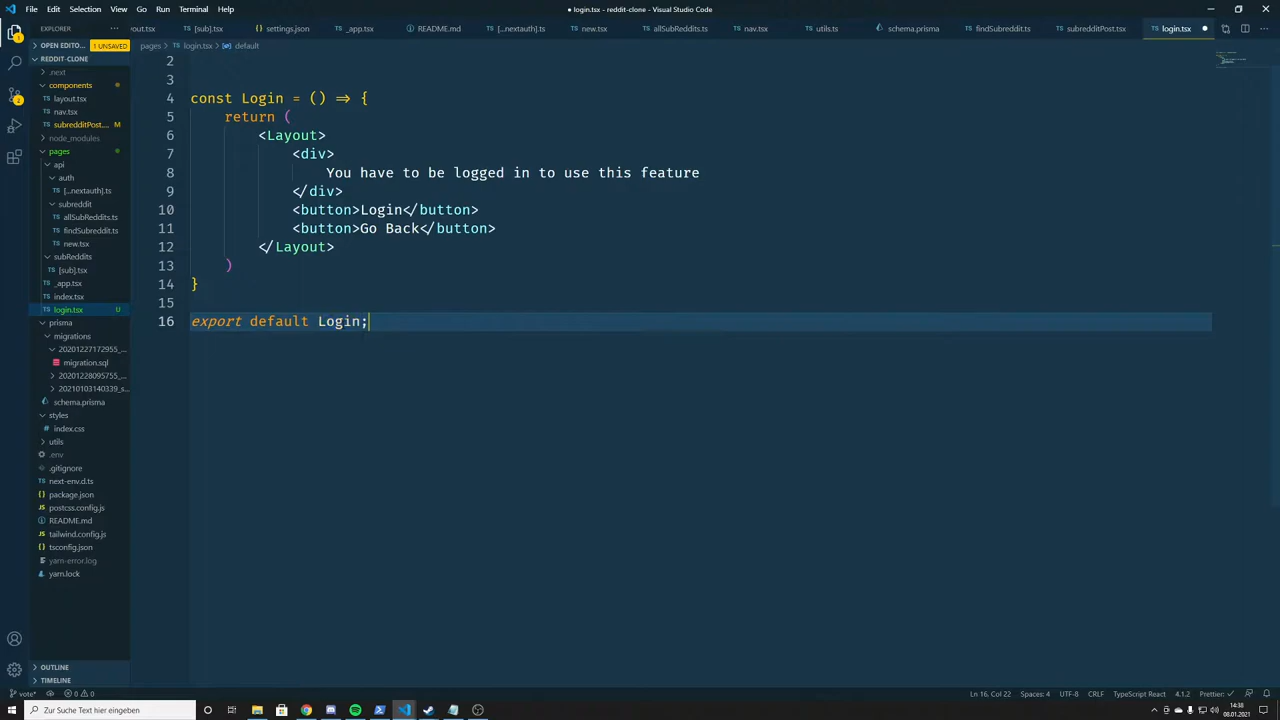 File Edit Selection View Go Run Terminal Help
● login.tsx - reddit-clone - Visual Studio Code
EXPLORER
OPEN EDITO... 1 UNSAVED
REDDIT-CLONE
.next
components
layout.tsx
nav.tsx
subredditPost.... M
node_modules
pages
api
auth
[...nextauth].ts
subreddit
allSubReddits.ts
findSubreddit.ts
new.tsx
subReddits
[sub].tsx
_app.tsx
index.tsx
login.tsx U
prisma
migrations
20201227172955_...
migration.sql
20201228095755_...
20210103140339_s...
schema.prisma
styles
index.css
utils
.env
.gitignore
next-env.d.ts
package.json
postcss.config.js
README.md
tailwind.config.js
tsconfig.json
yarn-error.log
yarn.lock
OUTLINE
TIMELINE
yout.tsx [sub].tsx settings.json _app.tsx README.md [...nextauth].ts new.tsx allSubReddits.ts nav.tsx utils.ts schema.prisma findSubreddit.ts subredditPost.tsx login.tsx
pages > login.tsx > default
2
3
4 const Login = () => {
5 return (
6 <Layout>
7 <div>
8 You have to be logged in to use this feature
9 </div>
10 <button>Login</button>
11 <button>Go Back</button>
12 </Layout>
13 )
14 }
15
16 export default Login;
vote* 0 0
Ln 16, Col 22 Spaces: 4 UTF-8 CRLF TypeScript React 4.1.2 Prettier: ✓
Zur Suche Text hier eingeben
14:38
08.01.2021